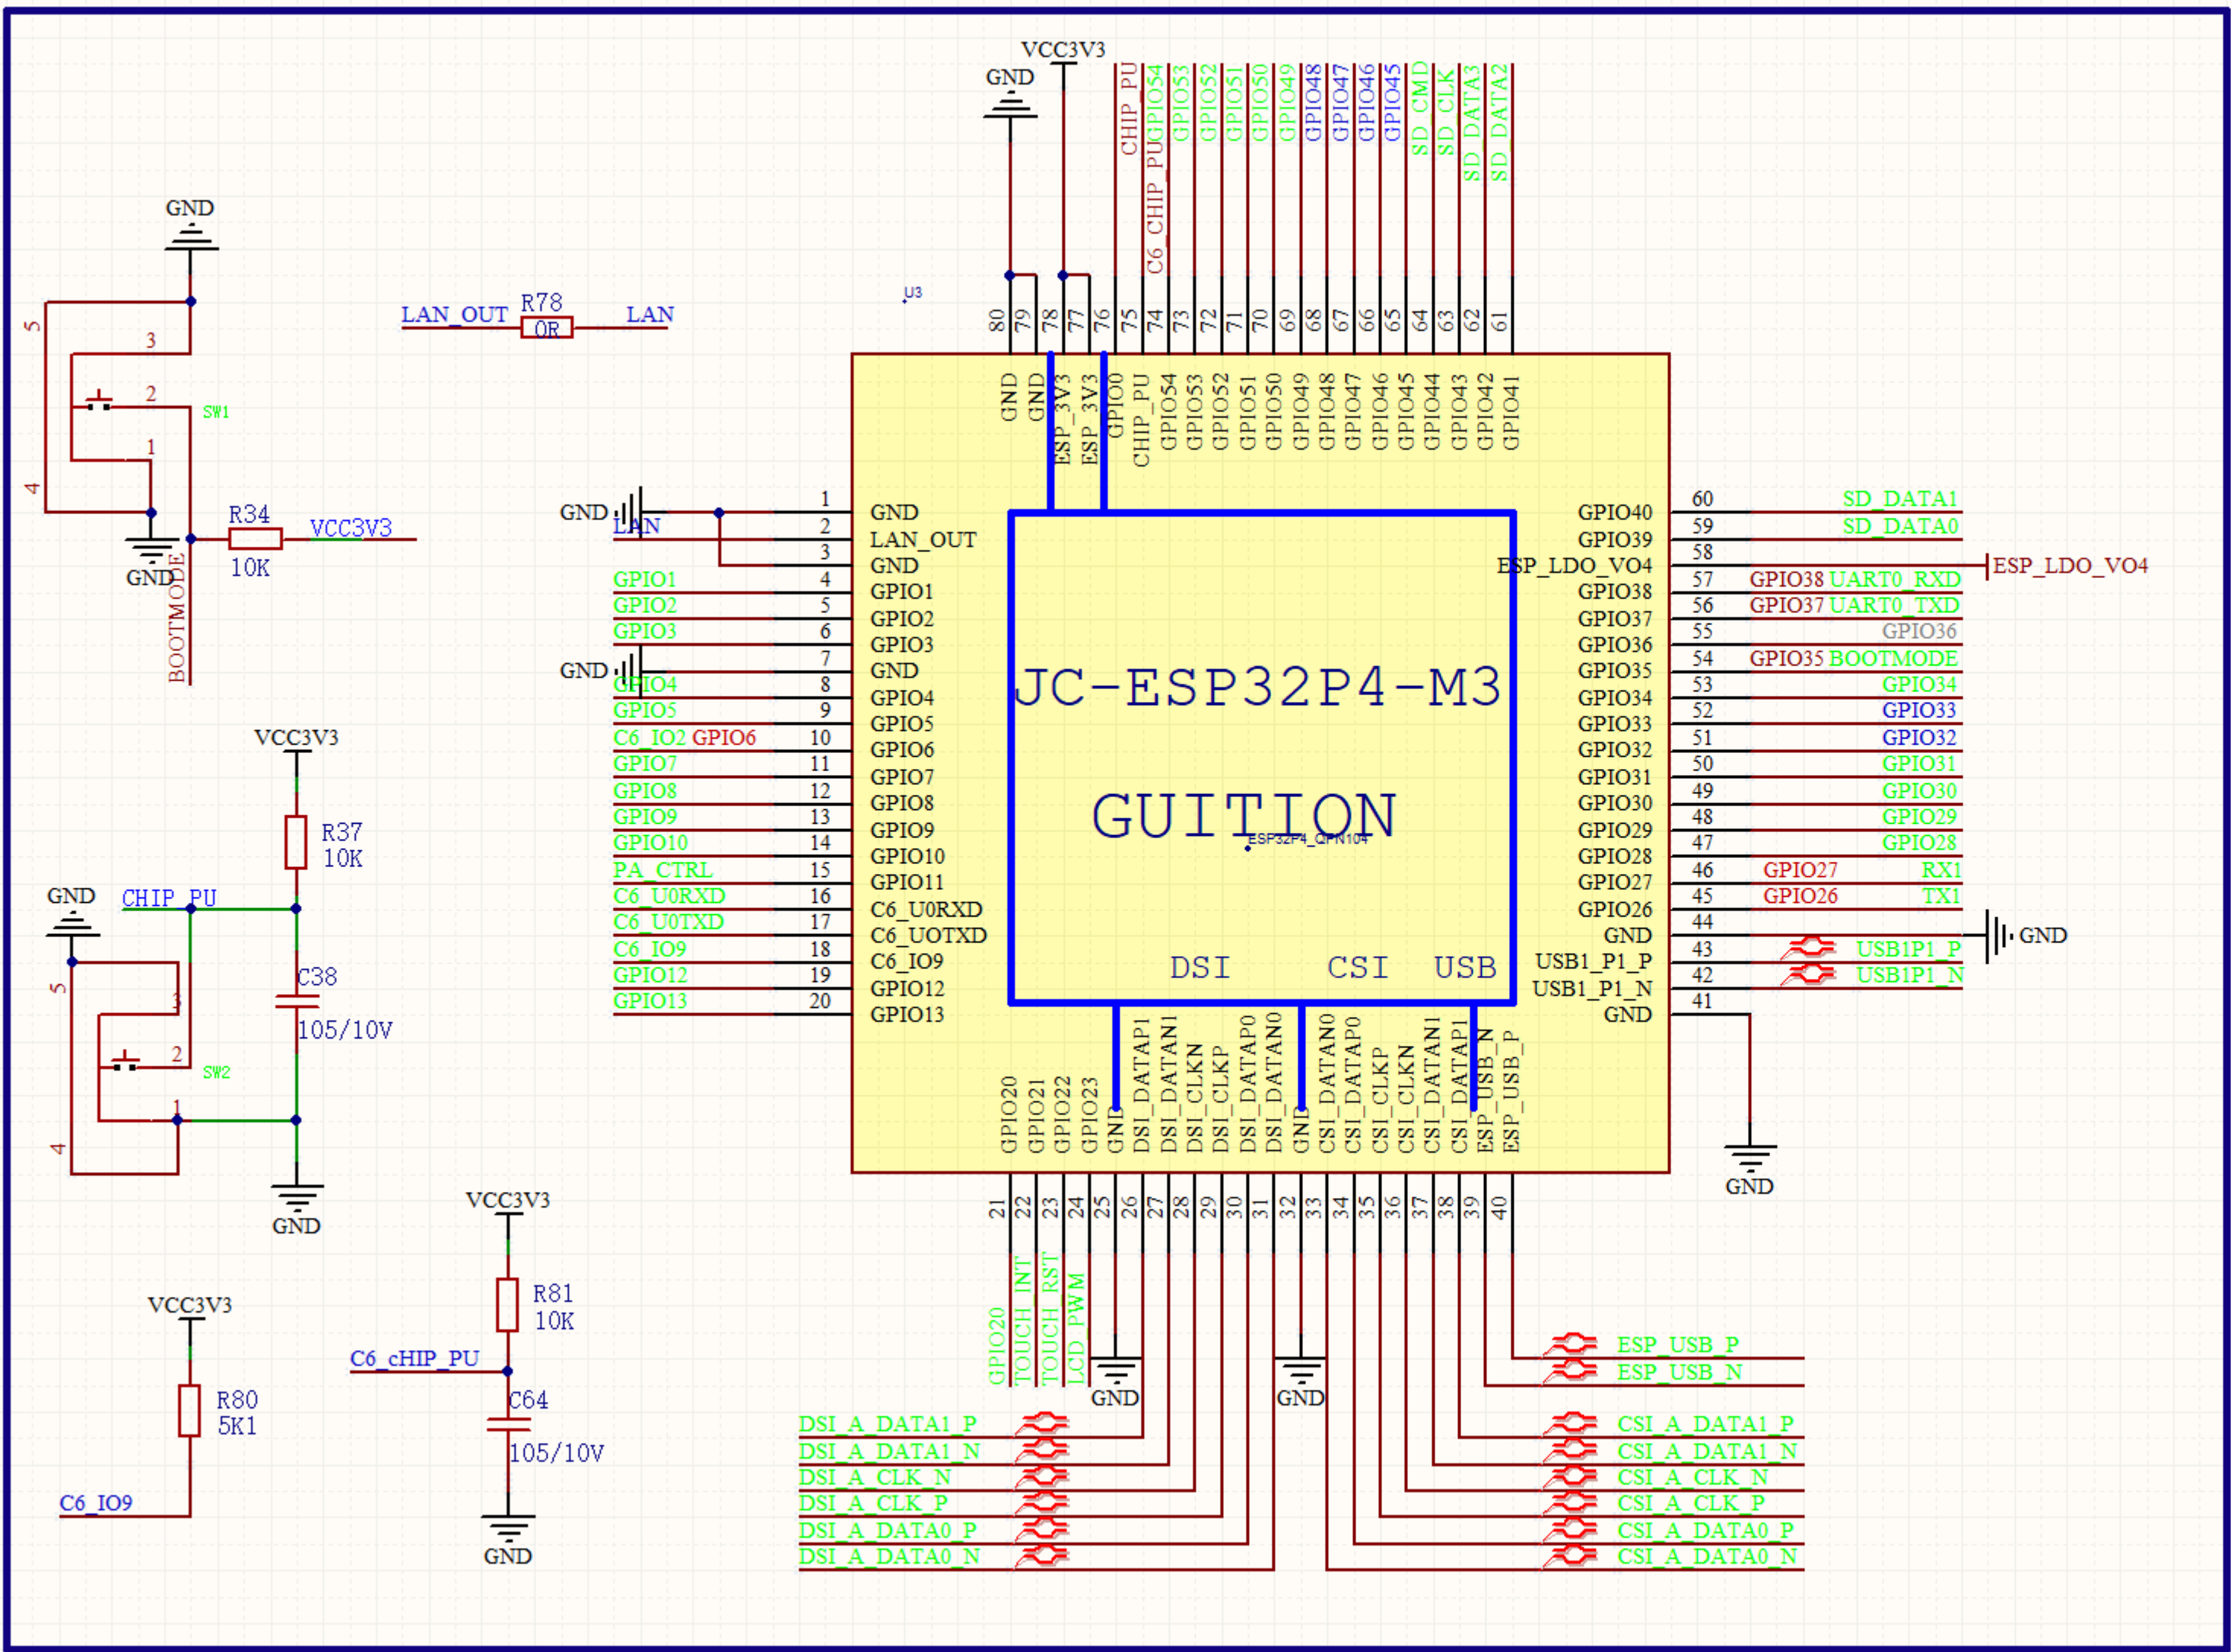 VCC3V3
GND
CHIP_PU
C6_CHIP_PU
GPIO54
GPIO53
GPIO52
GPIO51
GPIO50
GPIO49
GPIO48
GPIO47
GPIO46
GPIO45
SD_CMD
SD_CLK
SD_DATA3
SD_DATA2
80
79
78
77
76
75
74
73
72
71
70
69
68
67
66
65
64
63
62
61
GND
GND
ESP_3V3
ESP_3V3
GPIO0
CHIP_PU
GPIO54
GPIO53
GPIO52
GPIO51
GPIO50
GPIO49
GPIO48
GPIO47
GPIO46
GPIO45
GPIO44
GPIO43
GPIO42
GPIO41
U3
GND
5
3
2
1
4
SW1
R34
VCC3V3
10K
GND
BOOTMODE
LAN_OUT
R78
0R
LAN
GND
1
GND
LAN
2
LAN_OUT
3
GND
GPIO1
4
GPIO1
GPIO2
5
GPIO2
GPIO3
6
GPIO3
GND
7
GND
GPIO4
8
GPIO4
GPIO5
9
GPIO5
C6_IO2 GPIO6
10
GPIO6
GPIO7
11
GPIO7
GPIO8
12
GPIO8
GPIO9
13
GPIO9
GPIO10
14
GPIO10
PA_CTRL
15
GPIO11
C6_U0RXD
16
C6_U0RXD
C6_U0TXD
17
C6_UOTXD
C6_IO9
18
C6_IO9
GPIO12
19
GPIO12
GPIO13
20
GPIO13
JC-ESP32P4-M3
GUITION
ESP32P4_QFN104
DSI
CSI
USB
GPIO40
60
SD_DATA1
GPIO39
59
SD_DATA0
ESP_LDO_VO4
58
ESP_LDO_VO4
GPIO38
57
GPIO38 UART0_RXD
GPIO37
56
GPIO37 UART0_TXD
GPIO36
55
GPIO36
GPIO35
54
GPIO35 BOOTMODE
GPIO34
53
GPIO34
GPIO33
52
GPIO33
GPIO32
51
GPIO32
GPIO31
50
GPIO31
GPIO30
49
GPIO30
GPIO29
48
GPIO29
GPIO28
47
GPIO28
GPIO27
46
GPIO27
RX1
GPIO26
45
GPIO26
TX1
GND
44
GND
USB1_P1_P
43
USB1P1_P
USB1_P1_N
42
USB1P1_N
GND
41
GND
VCC3V3
R37
10K
GND
CHIP_PU
C38
105/10V
5
3
2
1
4
SW2
GND
VCC3V3
R81
10K
C6_cHIP_PU
C64
105/10V
GND
VCC3V3
R80
5K1
C6_IO9
GPIO20
GPIO21
GPIO22
GPIO23
GND
DSI_DATAP1
DSI_DATAN1
DSI_CLKN
DSI_CLKP
DSI_DATAP0
DSI_DATAN0
GND
CSI_DATAN0
CSI_DATAP0
CSI_CLKP
CSI_CLKN
CSI_DATAN1
CSI_DATAP1
ESP_USB_N
ESP_USB_P
21
22
23
24
25
26
27
28
29
30
31
32
33
34
35
36
37
38
39
40
GPIO20
TOUCH_INT
TOUCH_RST
LCD_PWM
GND
GND
ESP_USB_P
ESP_USB_N
DSI_A_DATA1_P
DSI_A_DATA1_N
DSI_A_CLK_N
DSI_A_CLK_P
DSI_A_DATA0_P
DSI_A_DATA0_N
CSI_A_DATA1_P
CSI_A_DATA1_N
CSI_A_CLK_N
CSI_A_CLK_P
CSI_A_DATA0_P
CSI_A_DATA0_N